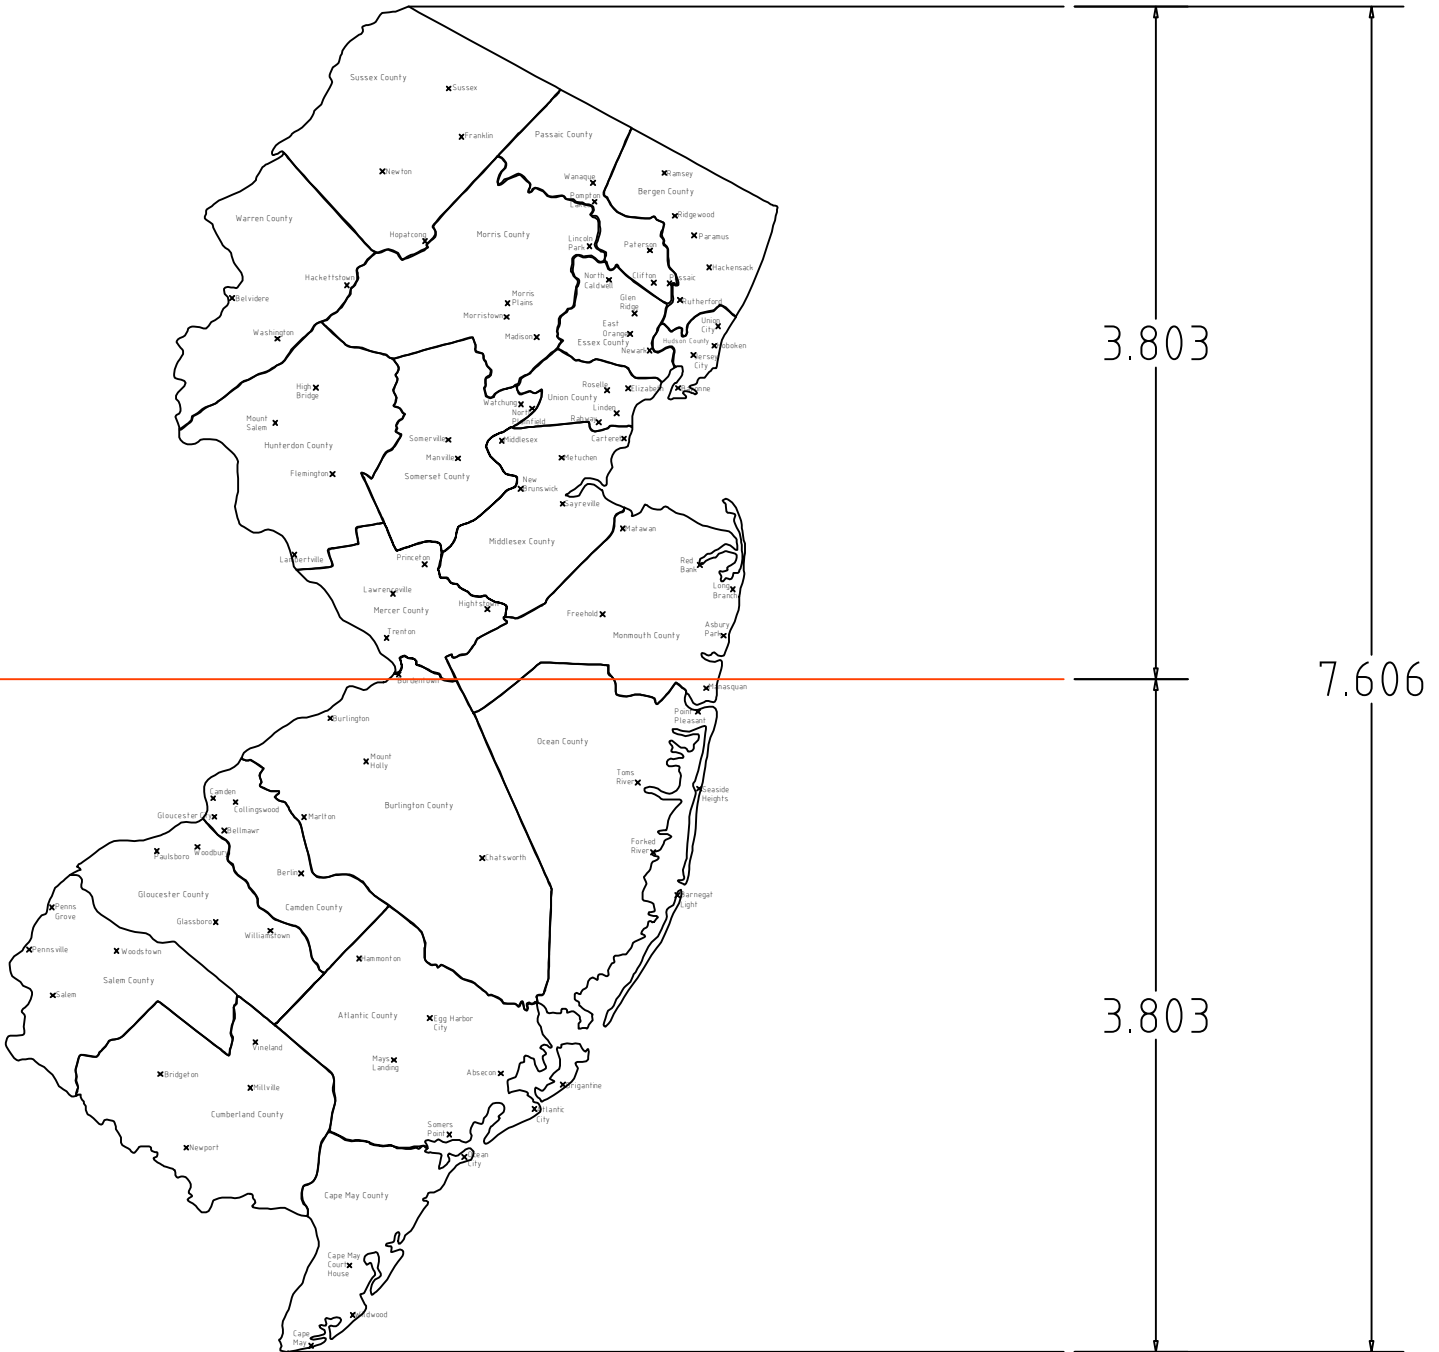 Sussex County
Sussex
Passaic County
Franklin
Newton
Wanaque
Ramsey
Bergen County
Pompton
Lakes
Warren County
Ridgewood
Hopatcong
Morris County
Paramus
Lincoln
Park
Paterson
Hackensack
Hackettstown
North
Caldwell
Clifton
Passaic
Belvidere
Morris
Plains
Glen
Ridge
Rutherford
Morristown
Union
City
Washington
Madison
East
Orange
Essex County
Hudson County
Hoboken
Newark
Jersey
City
3.803
High
Bridge
Roselle
Elizabeth
Bayonne
Union County
Watchung
North
Plainfield
Linden
Rahway
Mount
Salem
Hunterdon County
Somerville
Middlesex
Carteret
Manville
Metuchen
Flemington
Somerset County
New
Brunswick
Sayreville
Matawan
Middlesex County
Lambertville
Princeton
Red
Bank
Lawrenceville
Long
Branch
Mercer County
Hightstown
Freehold
Trenton
Monmouth County
Asbury
Park
Bordentown
7.606
Manasquan
Burlington
Point
Pleasant
Ocean County
Mount
Holly
Toms
River
Seaside
Heights
Camden
Collingswood
Burlington County
Gloucester City
Marlton
Bellmawr
Forked
River
Paulsboro
Woodbury
Chatsworth
Berlin
Gloucester County
Barnegat
Light
Penns
Grove
Camden County
Glassboro
Williamstown
Pennsville
Woodstown
Hammonton
Salem County
Salem
Atlantic County
Egg Harbor
City
3.803
Vineland
Mays
Landing
Bridgeton
Absecon
Millville
Brigantine
Cumberland County
Atlantic
City
Somers
Point
Newport
Ocean
City
Cape May County
Cape May
Court
House
Wildwood
Cape
May